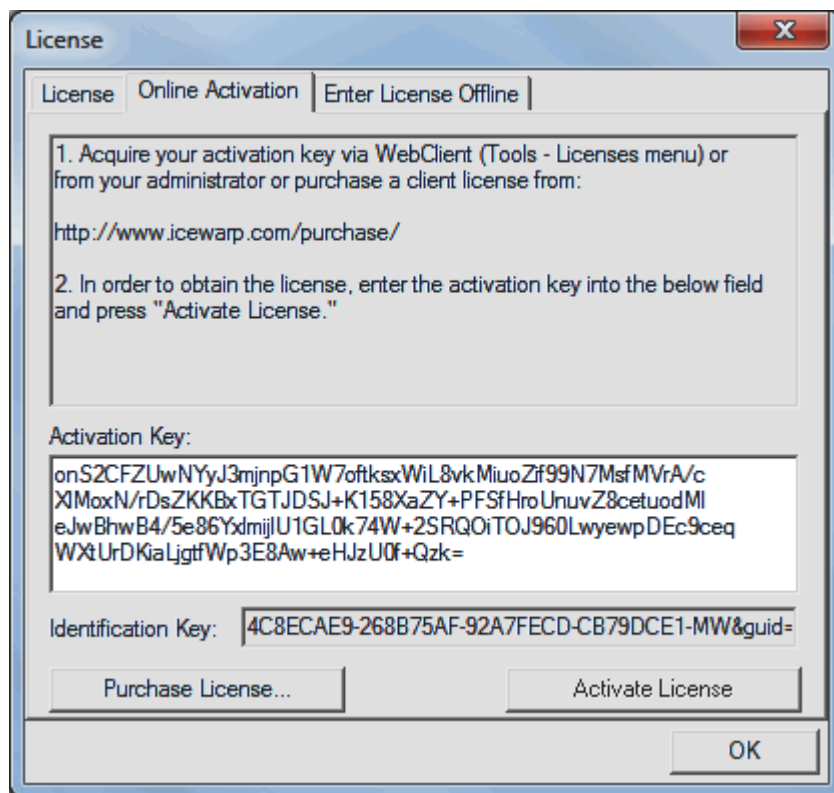 License
License Online Activation Enter License Offline
1. Acquire your activation key via WebClient (Tools - Licenses menu) or
from your administrator or purchase a client license from:
http://www.icewarp.com/purchase/
2. In order to obtain the license, enter the activation key into the below field
and press "Activate License."
Activation Key:
onS2CFZUwNYyJ3mjnpG1W7oftksxWiL8vkMiuoZif99N7MsfMVrA/c
XlMoxN/rDsZKKBxTGTJDSJ+K158XaZY+PFSfHroUnuvZ8cetuodMl
eJwBhwB4/5e86YxlmijlU1GL0k74W+2SRQOiTOJ960LwyewpDEc9ceq
WXtUrDKiaLjgtfWp3E8Aw+eHJzU0f+Qzk=
Identification Key: 4C8ECAE9-268B75AF-92A7FECD-CB79DCE1-MW&guid=
Purchase License... Activate License
OK